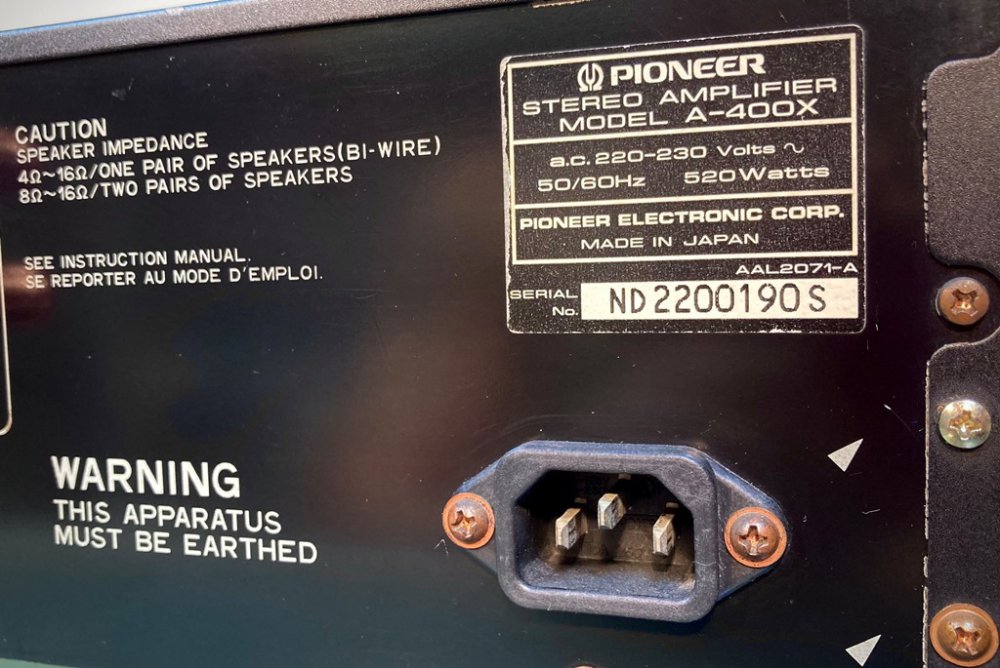 CAUTION
SPEAKER IMPEDANCE
4Ω~16Ω/ONE PAIR OF SPEAKERS(BI-WIRE)
8Ω~16Ω/TWO PAIRS OF SPEAKERS
SEE INSTRUCTION MANUAL.
SE REPORTER AU MODE D'EMPLOI.
PIONEER
STEREO AMPLIFIER
MODEL A-400X
a.c. 220-230 Volts ~
50/60Hz 520Watts
PIONEER ELECTRONIC CORP.
MADE IN JAPAN
AAL2071-A
SERIAL
No. ND2200190S
WARNING
THIS APPARATUS
MUST BE EARTHED